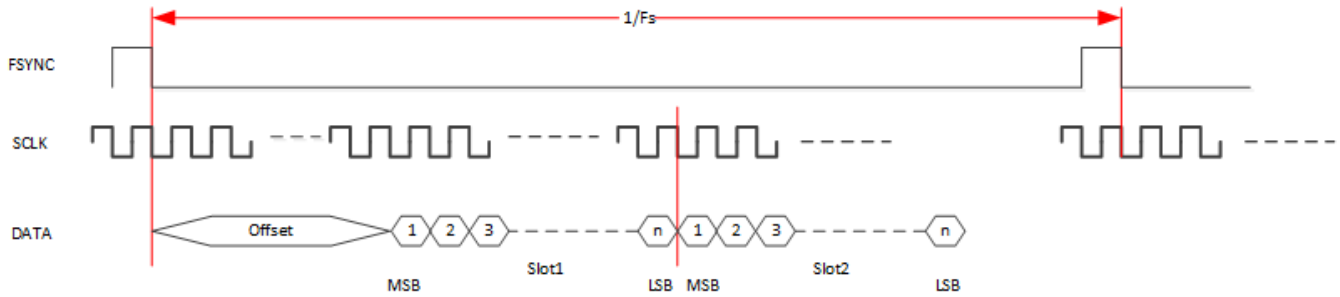 1/Fs
FSYNC
SCLK
DATA Offset 1 2 3 n 1 2 3 n
Slot1 Slot2
MSB LSB MSB LSB